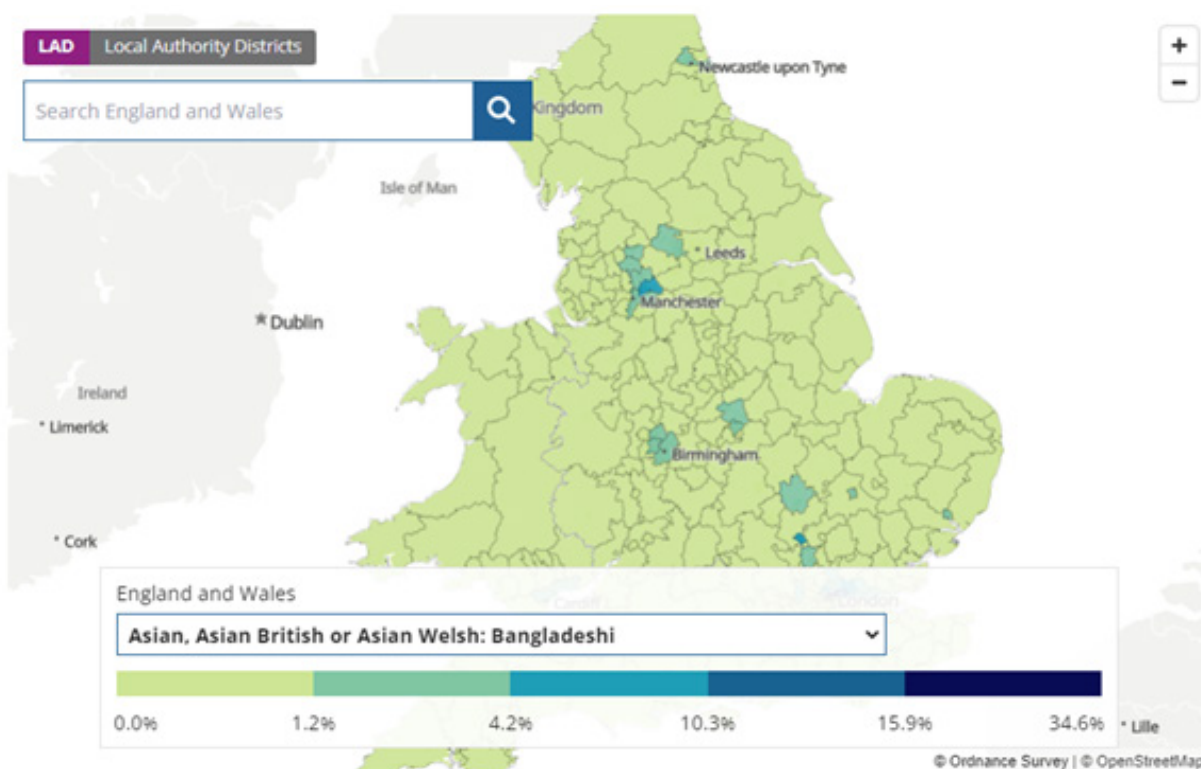 LAD Local Authority Districts
Search England and Wales
Kingdom
Newcastle upon Tyne
+
−
Isle of Man
Leeds
Manchester
Dublin
Ireland
Limerick
Birmingham
Cork
England and Wales
Cardiff
London
Asian, Asian British or Asian Welsh: Bangladeshi
0.0% 1.2% 4.2% 10.3% 15.9% 34.6%
Lille
© Ordnance Survey | © OpenStreetMap